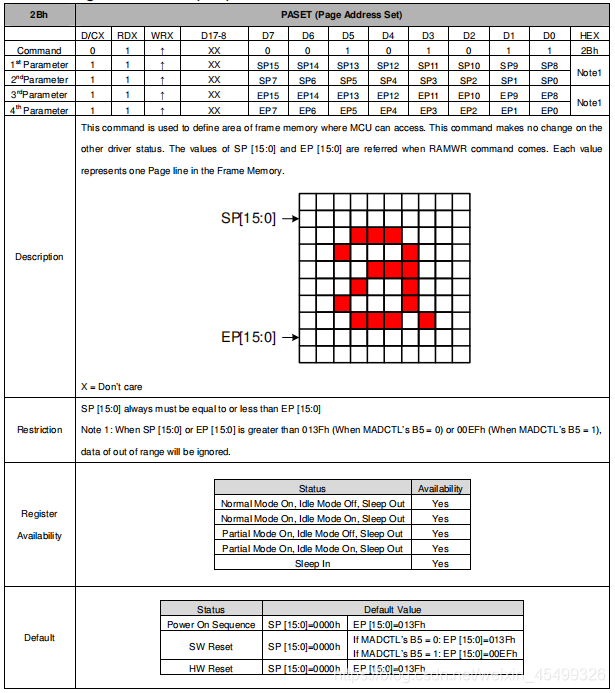 2Bh PASET (Page Address Set)
D/CX RDX WRX D17-8 D7 D6 D5 D4 D3 D2 D1 D0 HEX
Command 0 1 ↑ XX 0 0 1 0 1 0 1 1 2Bh
1st Parameter 1 1 ↑ XX SP15 SP14 SP13 SP12 SP11 SP10 SP9 SP8 Note1
2ndParameter 1 1 ↑ XX SP7 SP6 SP5 SP4 SP3 SP2 SP1 SP0
3rdParameter 1 1 ↑ XX EP15 EP14 EP13 EP12 EP11 EP10 EP9 EP8 Note1
4th Parameter 1 1 ↑ XX EP7 EP6 EP5 EP4 EP3 EP2 EP1 EP0
Description
This command is used to define area of frame memory where MCU can access. This command makes no change on the
other driver status. The values of SP [15:0] and EP [15:0] are referred when RAMWR command comes. Each value
represents one Page line in the Frame Memory.
SP[15:0]
EP[15:0]
X = Don't care
Restriction
SP [15:0] always must be equal to or less than EP [15:0]
Note 1: When SP [15:0] or EP [15:0] is greater than 013Fh (When MADCTL's B5 = 0) or 00EFh (When MADCTL's B5 = 1),
data of out of range will be ignored.
Register
Availability
Status Availability
Normal Mode On, Idle Mode Off, Sleep Out Yes
Normal Mode On, Idle Mode On, Sleep Out Yes
Partial Mode On, Idle Mode Off, Sleep Out Yes
Partial Mode On, Idle Mode On, Sleep Out Yes
Sleep In Yes
Default
Status Default Value
Power On Sequence SP [15:0]=0000h EP [15:0]=013Fh
SW Reset SP [15:0]=0000h If MADCTL's B5 = 0: EP [15:0]=013Fh
If MADCTL's B5 = 1: EP [15:0]=00EFh
HW Reset SP [15:0]=0000h EP [15:0]=013Fh
https://blog.csdn.net/weixin_45499326